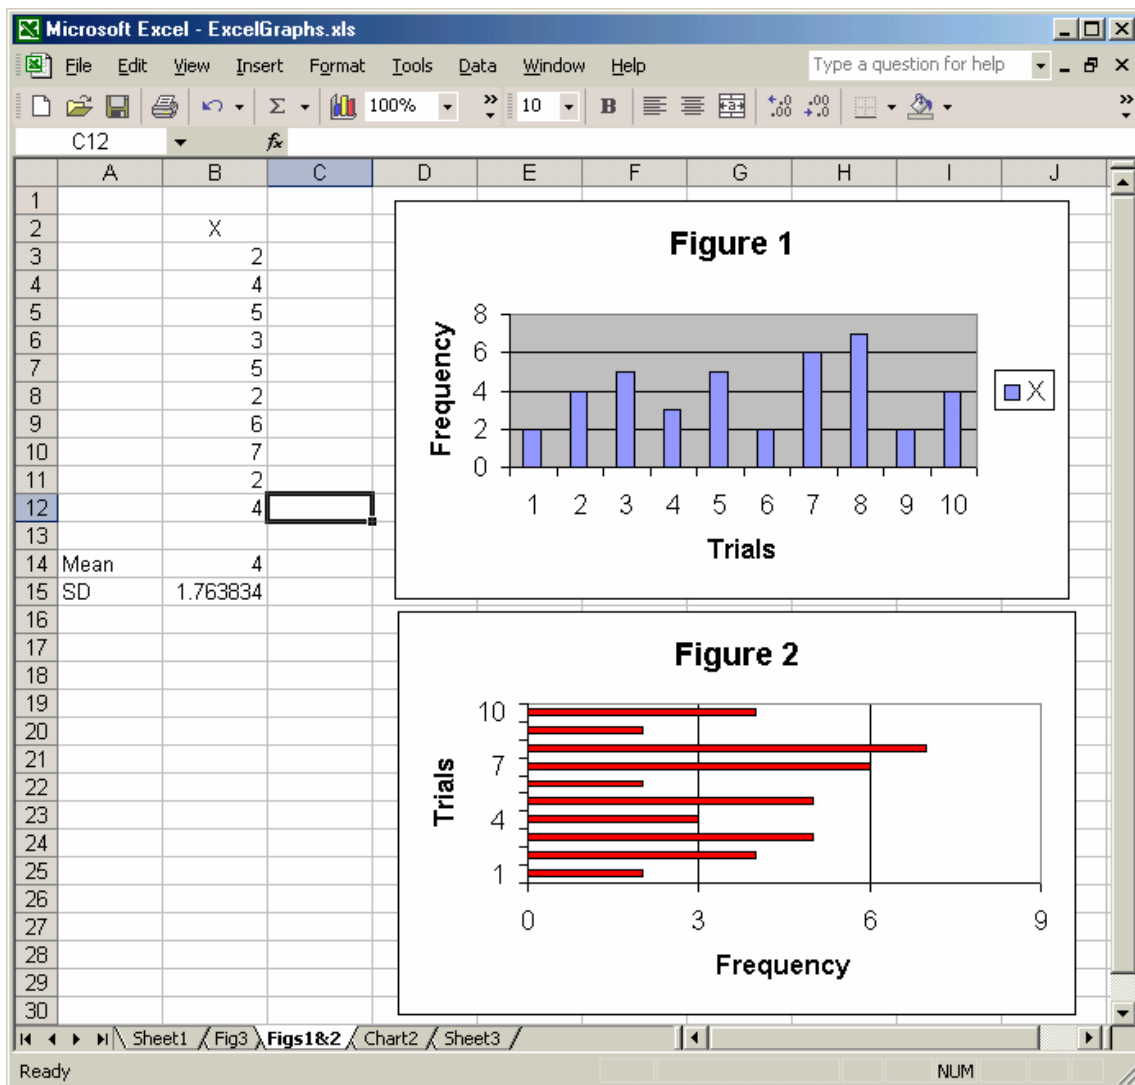 Microsoft Excel - ExcelGraphs.xls
File Edit View Insert Format Tools Data Window Help Type a question for help
Σ 100% » 10 B »
C12 fx
A B C D E F G H I J
1
2 X
3 2
4 4
5 5
6 3
7 5
8 2
9 6
10 7
11 2
12 4
13
14 Mean 4
15 SD 1.763834
16
17
18
19
20
21
22
23
24
25
26
27
28
29
30
Figure 1
Frequency
8
6
4
2
0
1 2 3 4 5 6 7 8 9 10
Trials
X
Figure 2
Trials
10
7
4
1
0 3 6 9
Frequency
Sheet1 Fig3 Figs1&2 Chart2 Sheet3
Ready NUM